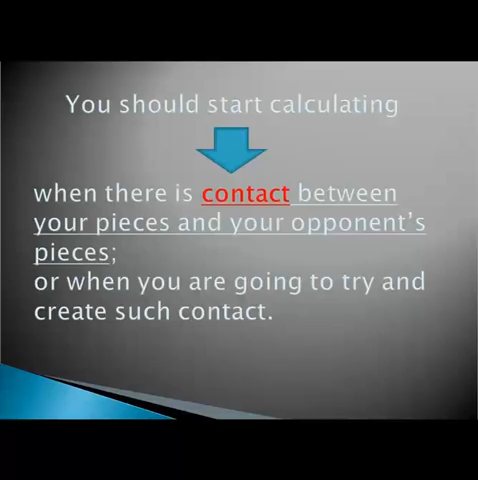 You should start calculating
when there is contact between
your pieces and your opponent's
pieces;
or when you are going to try and
create such contact.